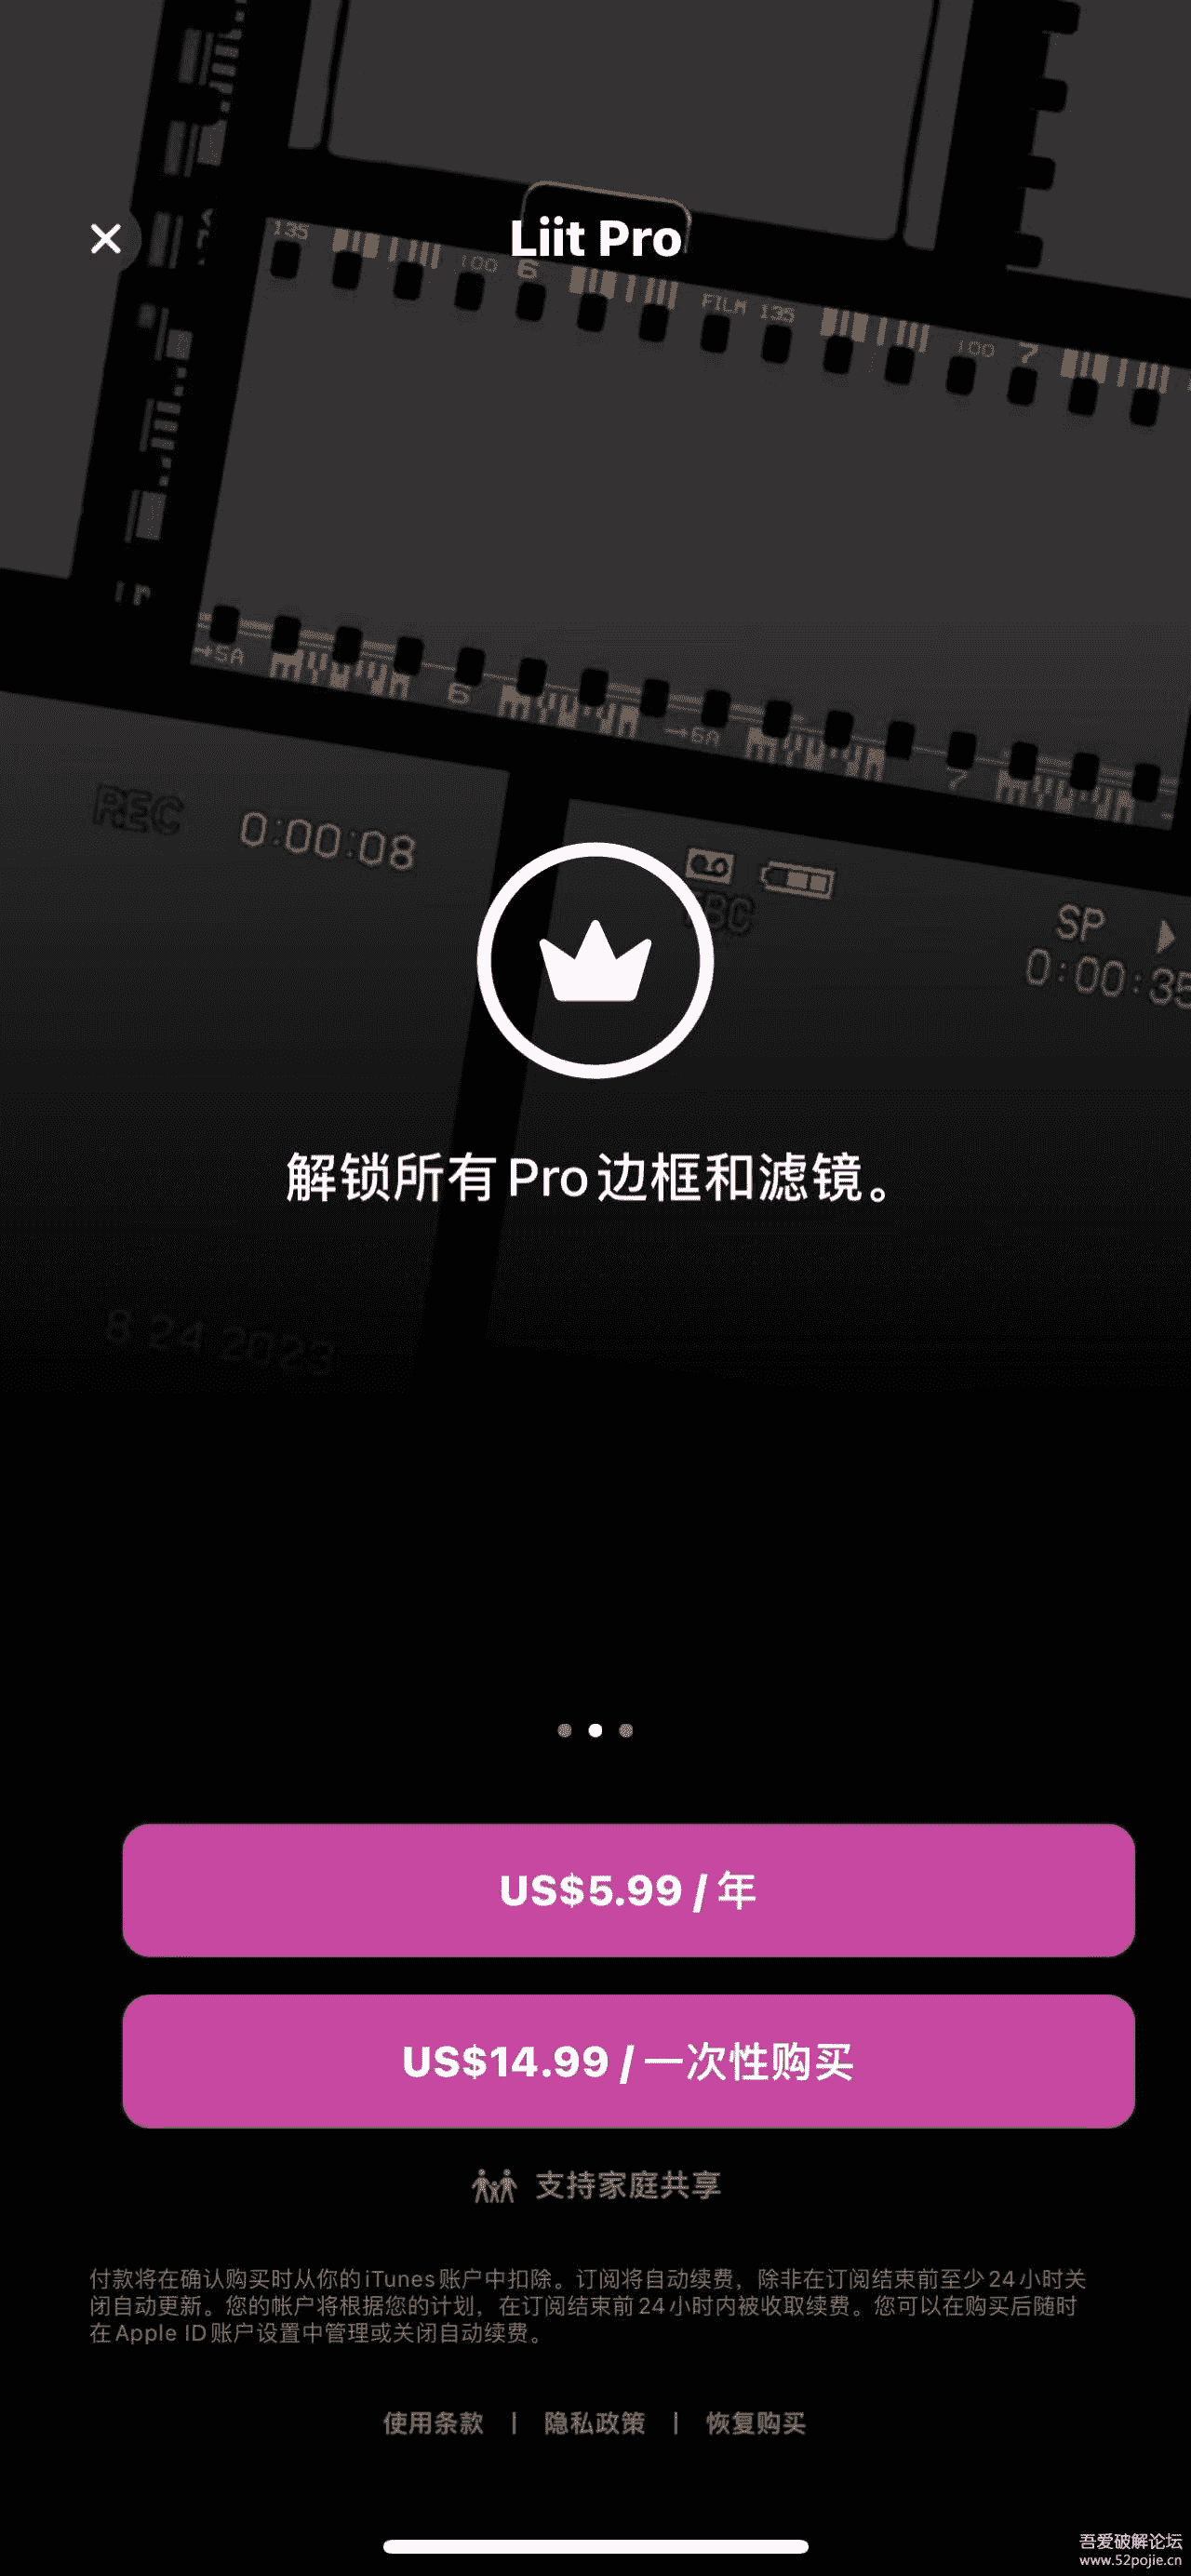 Liit Pro
135
100
6
FILM 135
100
7
→5A
6
→6A
7
REC
0:00:08
SP
0:00:35
解锁所有Pro边框和滤镜。
8 24 2023
US$5.99 / 年
US$14.99 / 一次性购买
支持家庭共享
付款将在确认购买时从你的iTunes账户中扣除。订阅将自动续费，除非在订阅结束前至少24小时关
闭自动更新。您的帐户将根据您的计划，在订阅结束前24小时内被收取续费。您可以在购买后随时
在Apple ID账户设置中管理或关闭自动续费。
使用条款 | 隐私政策 | 恢复购买
吾爱破解论坛
www.52pojie.cn